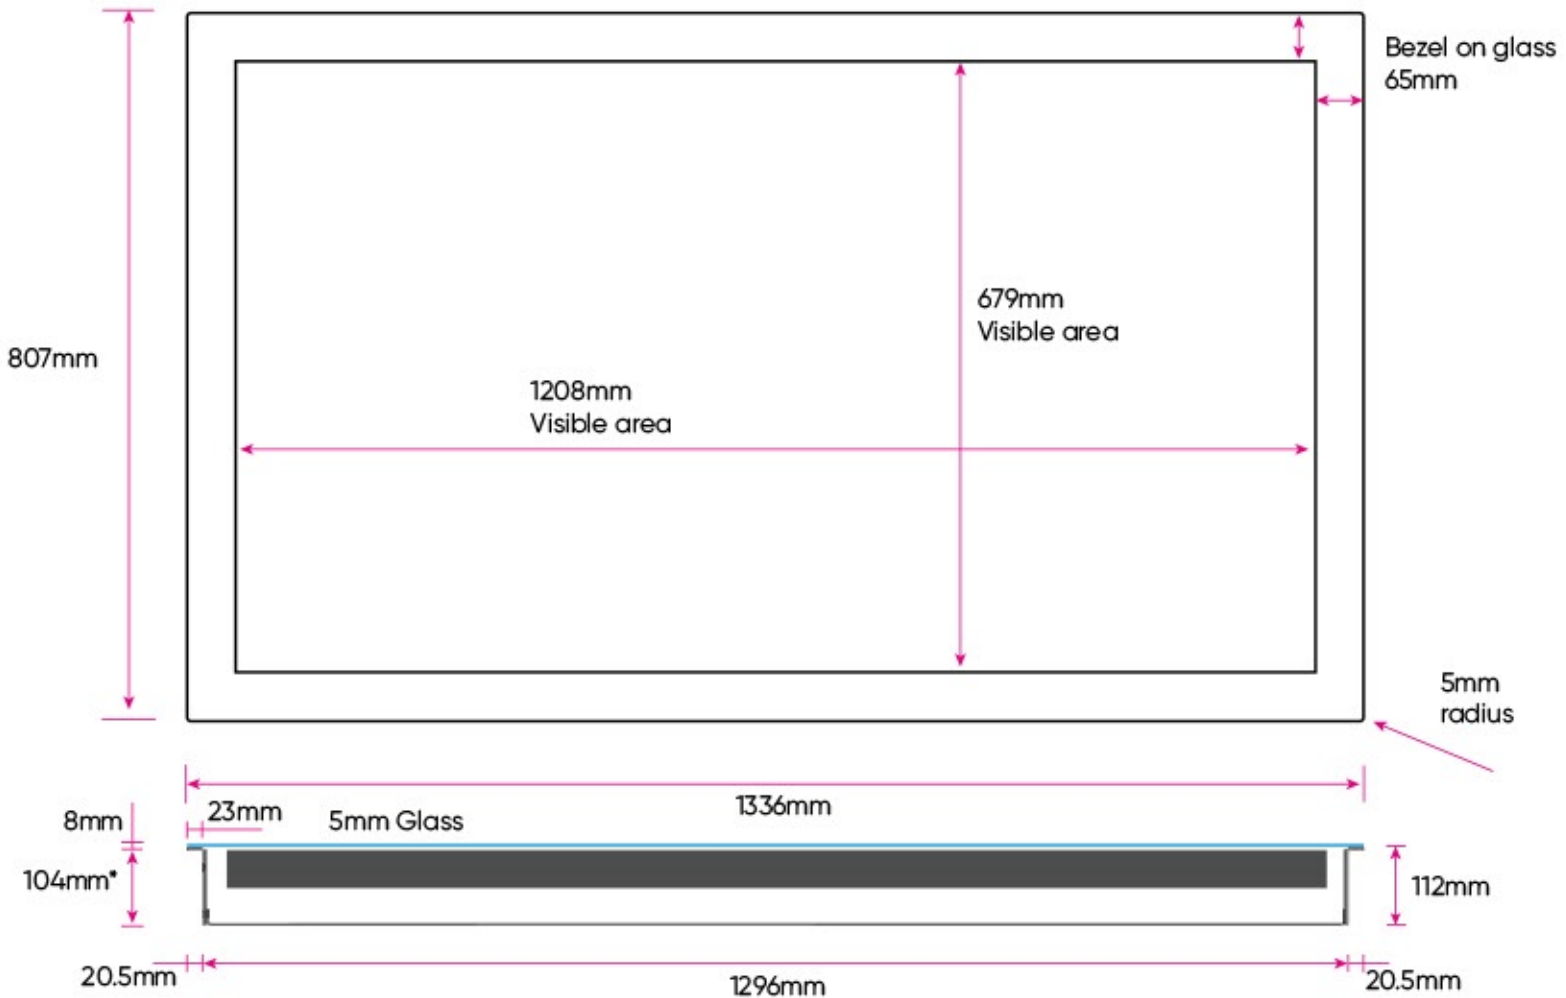 Bezel on glass
65mm
679mm
Visible area
807mm
1208mm
Visible area
5mm
radius
1336mm
23mm
5mm Glass
8mm
104mm*
112mm
20.5mm
1296mm
20.5mm